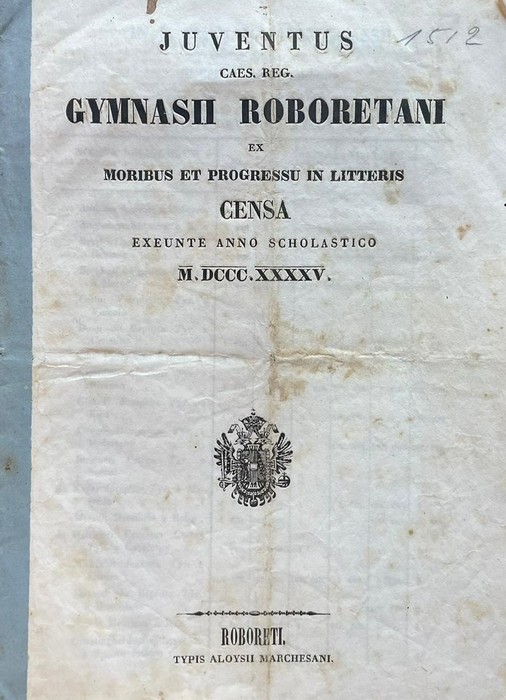 JUVENTUS
1512
CAES. REG.
GYMNASII ROBORETANI
EX
MORIBUS ET PROGRESSU IN LITTERIS
CENSA
EXEUNTE ANNO SCHOLASTICO
M.DCCC.XXXXV.
ROBORETI.
TYPIS ALOYSII MARCHESANI.